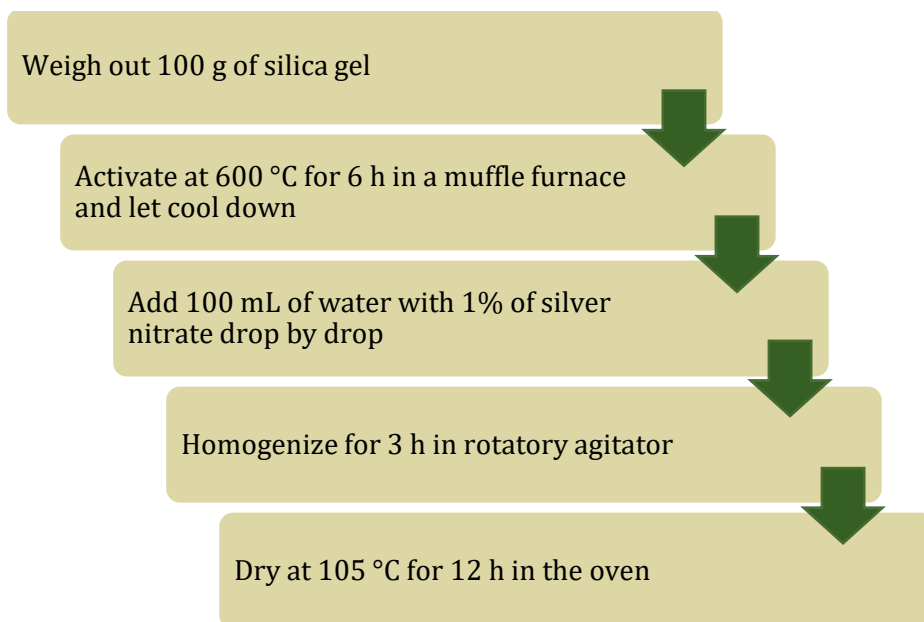 Weigh out 100 g of silica gel
Activate at 600 °C for 6 h in a muffle furnace
and let cool down
Add 100 mL of water with 1% of silver
nitrate drop by drop
Homogenize for 3 h in rotatory agitator
Dry at 105 °C for 12 h in the oven